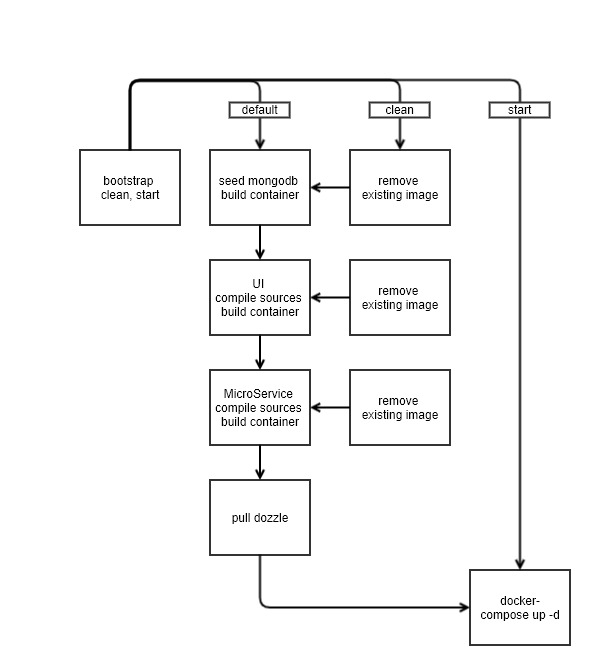 default
clean
start
bootstrap
clean, start
seed mongodb
build container
remove
existing image
UI
compile sources
build container
remove
existing image
MicroService
compile sources
build container
remove
existing image
pull dozzle
docker-
compose up -d